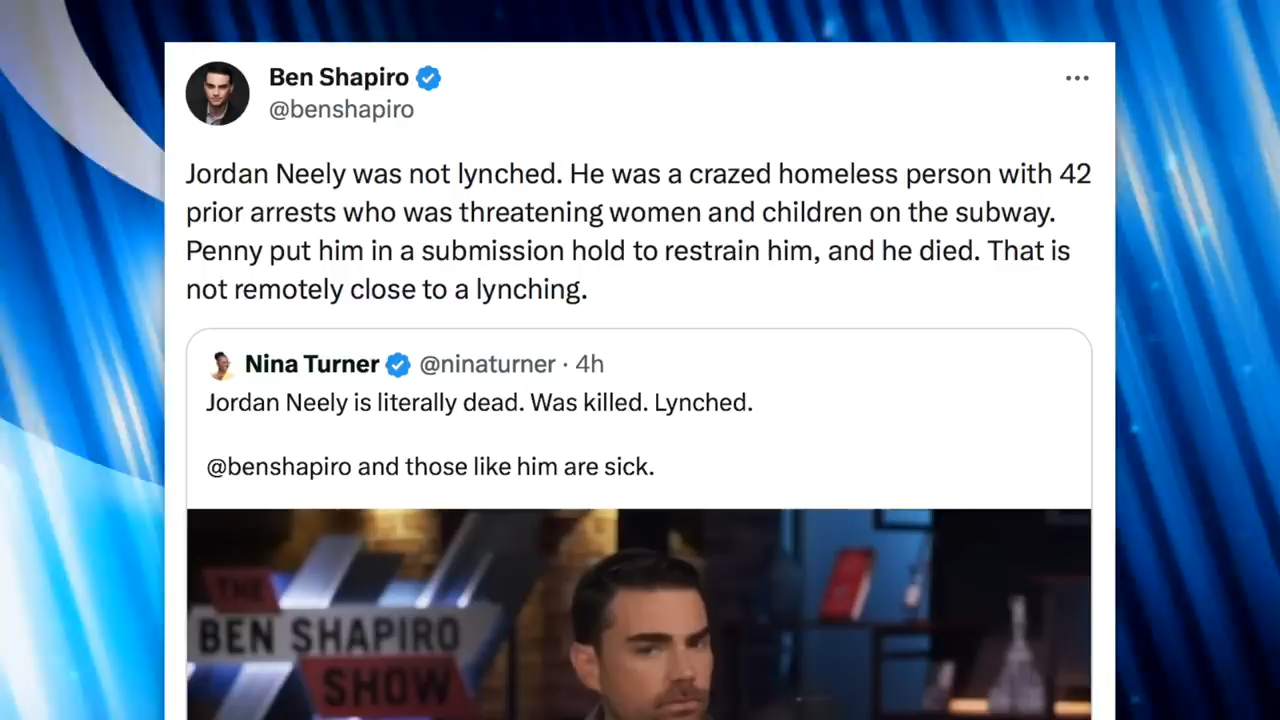 Ben Shapiro
@benshapiro
Jordan Neely was not lynched. He was a crazed homeless person with 42
prior arrests who was threatening women and children on the subway.
Penny put him in a submission hold to restrain him, and he died. That is
not remotely close to a lynching.
Nina Turner @ninaturner · 4h
Jordan Neely is literally dead. Was killed. Lynched.
@benshapiro and those like him are sick.
THE
BEN SHAPIRO
SHOW